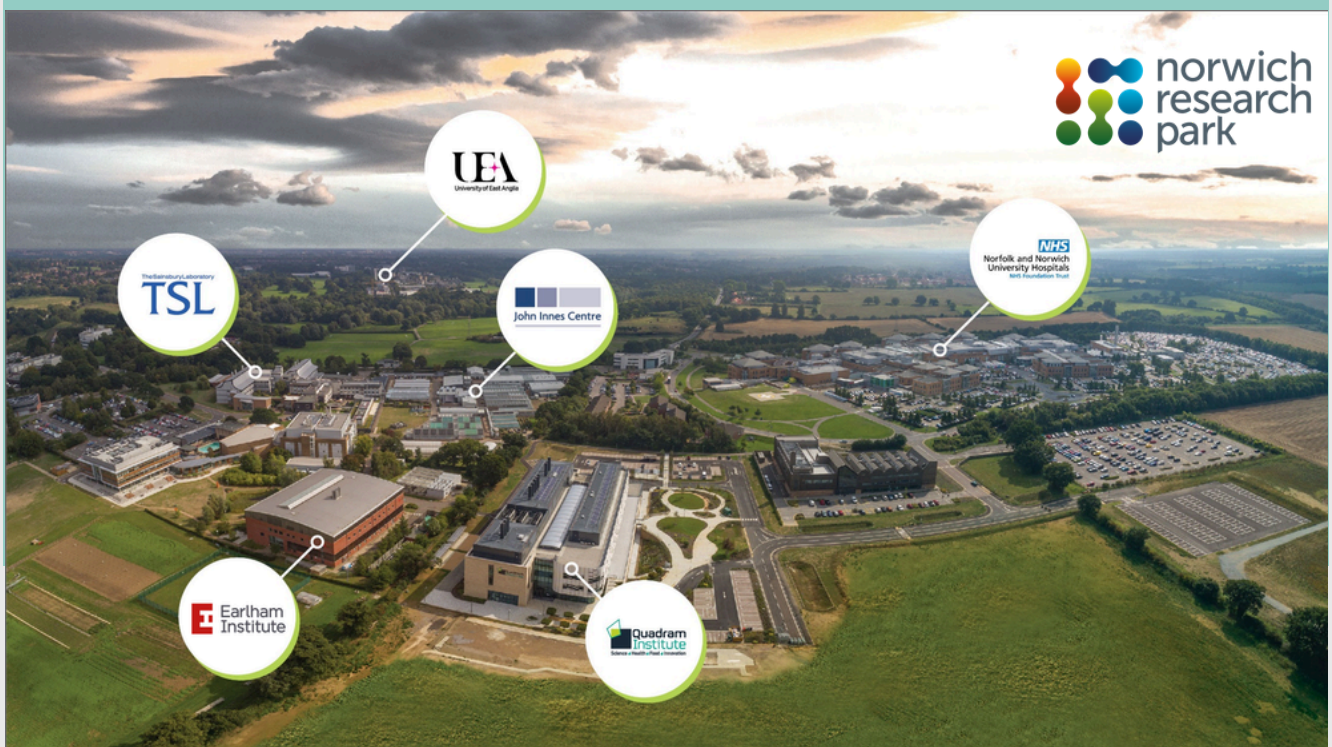 norwich
research
park
UEA
University of East Anglia
TheSainsburyLaboratory
TSL
John Innes Centre
NHS
Norfolk and Norwich
University Hospitals
NHS Foundation Trust
Earlham
Institute
Quadram
Institute
Science Health Food Innovation